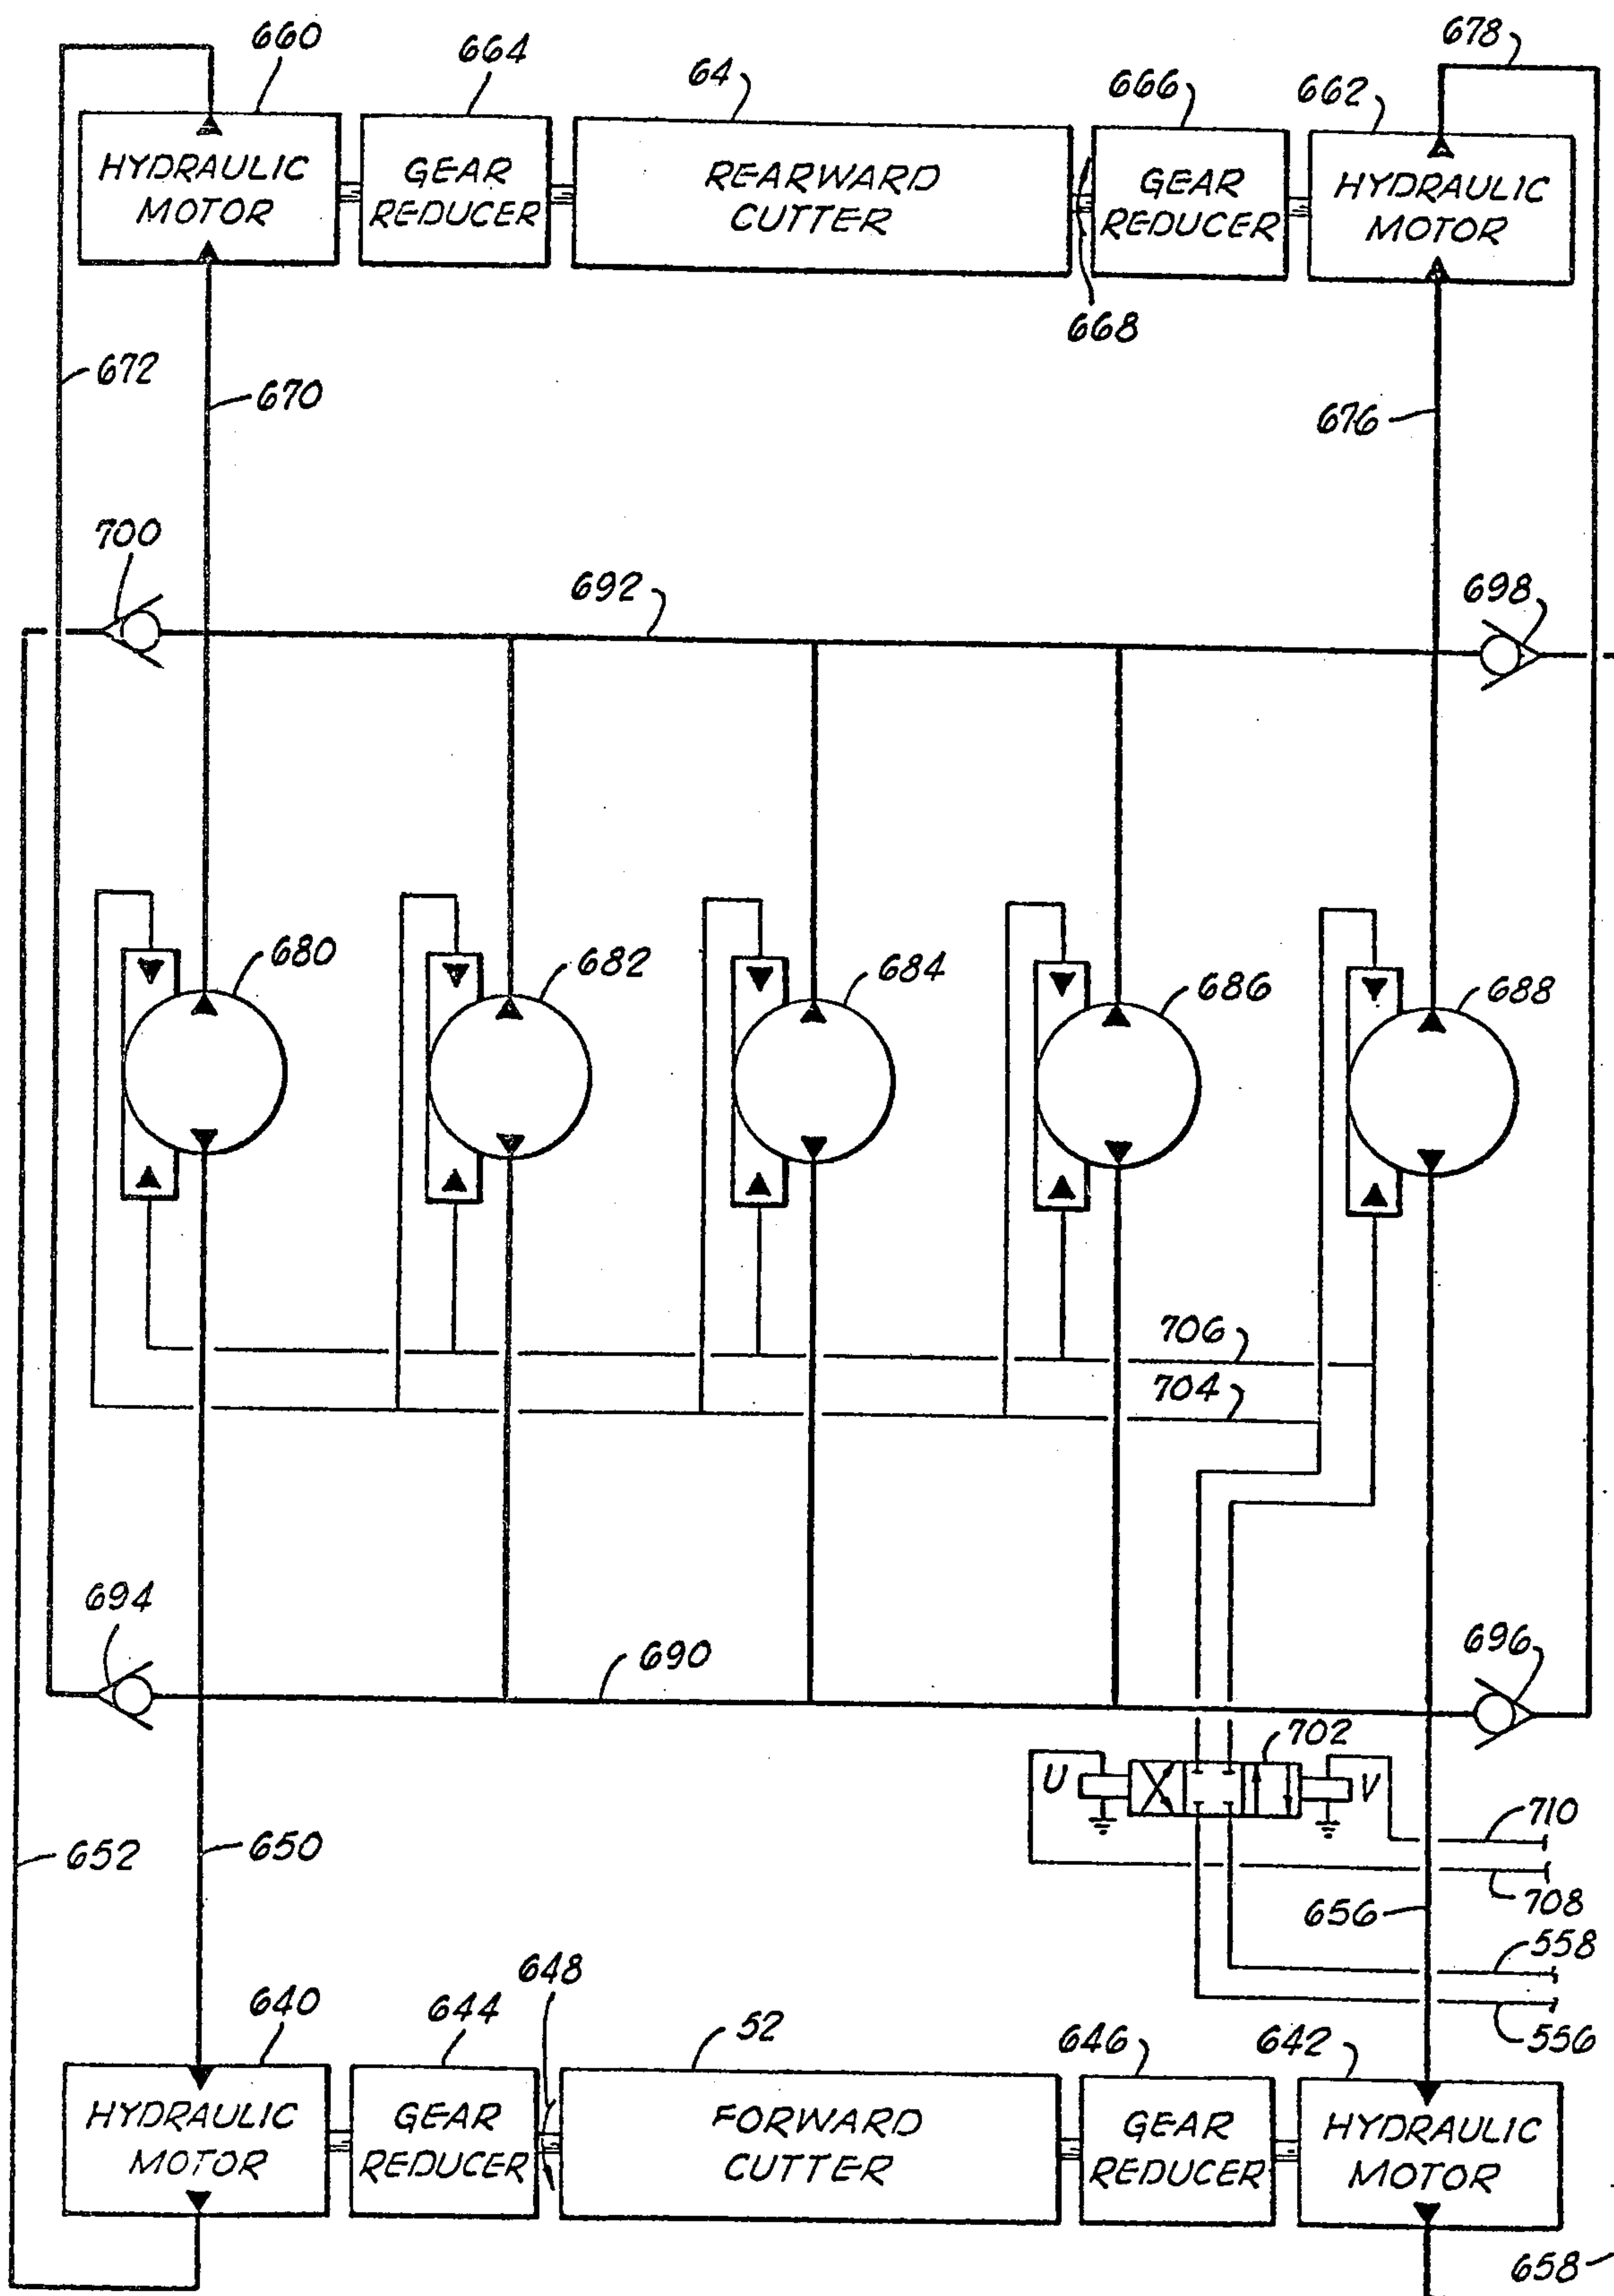 660
664
64
666
662
678
HYDRAULIC
MOTOR
GEAR
REDUCER
REARWARD
CUTTER
GEAR
REDUCER
HYDRAULIC
MOTOR
668
672
670
676
700
692
698
680
682
684
686
688
706
704
694
690
696
702
U
V
710
708
652
650
656
558
556
648
640
644
52
646
642
HYDRAULIC
MOTOR
GEAR
REDUCER
FORWARD
CUTTER
GEAR
REDUCER
HYDRAULIC
MOTOR
658